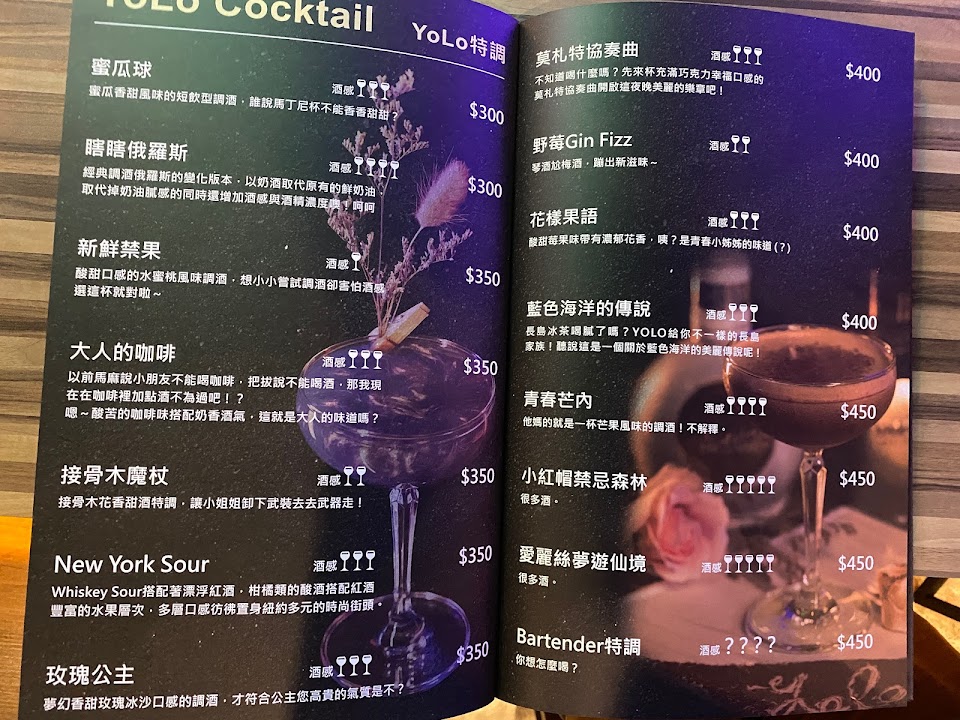 YoLo Cocktail
YoLo特調
蜜瓜球
酒感
$300
蜜瓜香甜風味的短飲型調酒，誰說馬丁尼杯不能香香甜甜？
瞎瞎俄羅斯
酒感
$300
經典調酒俄羅斯的變化版本，以奶酒取代原有的鮮奶油
取代掉奶油膩感的同時還增加酒感與酒精濃度噢！呵呵
新鮮禁果
酒感
$350
酸甜口感的水蜜桃風味調酒，想小小嘗試調酒卻害怕酒感
選這杯就對啦～
大人的咖啡
酒感
$350
以前馬麻說小朋友不能喝咖啡，把拔說不能喝酒，那我現
在在咖啡裡加點酒不為過吧！？
嗯～酸苦的咖啡味搭配奶香酒氣，這就是大人的味道嗎？
接骨木魔杖
酒感
$350
接骨木花香甜酒特調，讓小姐姐卸下武裝去去武器走！
New York Sour
酒感
$350
Whiskey Sour搭配著漂浮紅酒，柑橘類的酸酒搭配紅酒
豐富的水果層次，多層口感彷彿置身紐約多元的時尚街頭。
玫瑰公主
酒感
$350
夢幻香甜玫瑰冰沙口感的調酒，才符合公主您高貴的氣質是不？
莫札特協奏曲
酒感
$400
不知道喝什麼嗎？先來杯充滿巧克力幸福口感的
莫札特協奏曲開啟這夜晚美麗的樂章吧！
野莓Gin Fizz
酒感
$400
琴酒尬梅酒，蹦出新滋味～
花樣果語
酒感
$400
酸甜莓果味帶有濃郁花香，咦？是青春小姊姊的味道(？)
藍色海洋的傳說
酒感
$400
長島冰茶喝膩了嗎？YOLO給你不一樣的長島
家族！聽說這是一個關於藍色海洋的美麗傳說呢！
青春芒內
酒感
$450
他媽的就是一杯芒果風味的調酒！不解釋。
小紅帽禁忌森林
酒感
$450
很多酒。
愛麗絲夢遊仙境
酒感
$450
很多酒。
Bartender特調
酒感 ????
$450
你想怎麼喝？